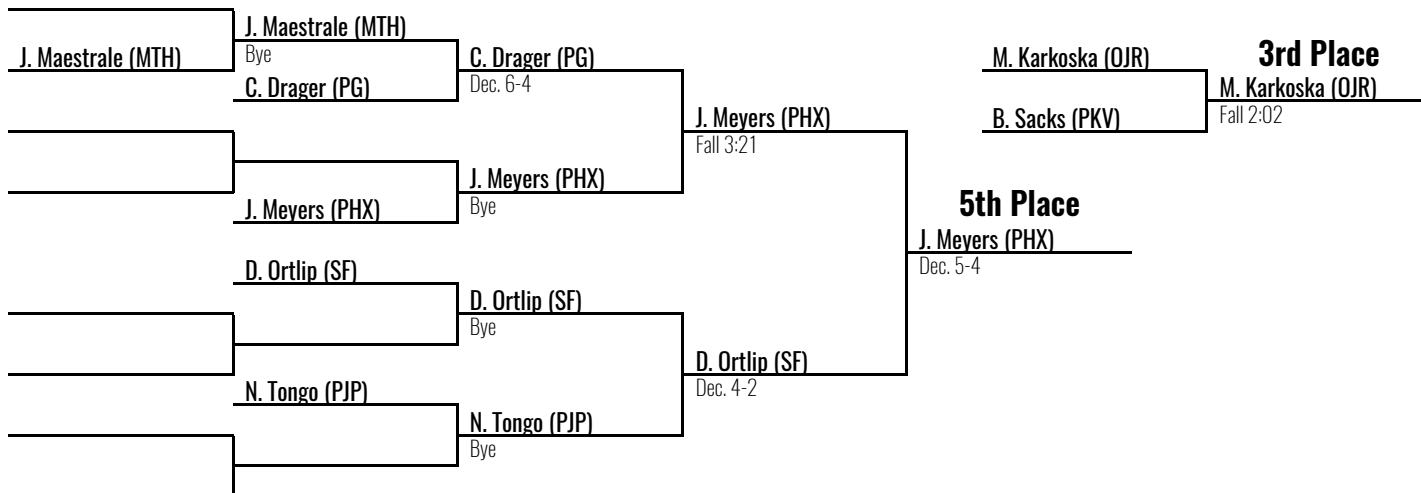 J. Maestrale (MTH)
J. Maestrale (MTH)
Bye
C. Drager (PG)
C. Drager (PG)
Dec. 6-4
J. Meyers (PHX)
Fall 3:21
J. Meyers (PHX)
Bye
J. Meyers (PHX)
D. Ortlip (SF)
D. Ortlip (SF)
Bye
D. Ortlip (SF)
Dec. 4-2
N. Tongo (PJP)
N. Tongo (PJP)
Bye
5th Place
J. Meyers (PHX)
Dec. 5-4
M. Karkoska (OJR)
B. Sacks (PKV)
3rd Place
M. Karkoska (OJR)
Fall 2:02